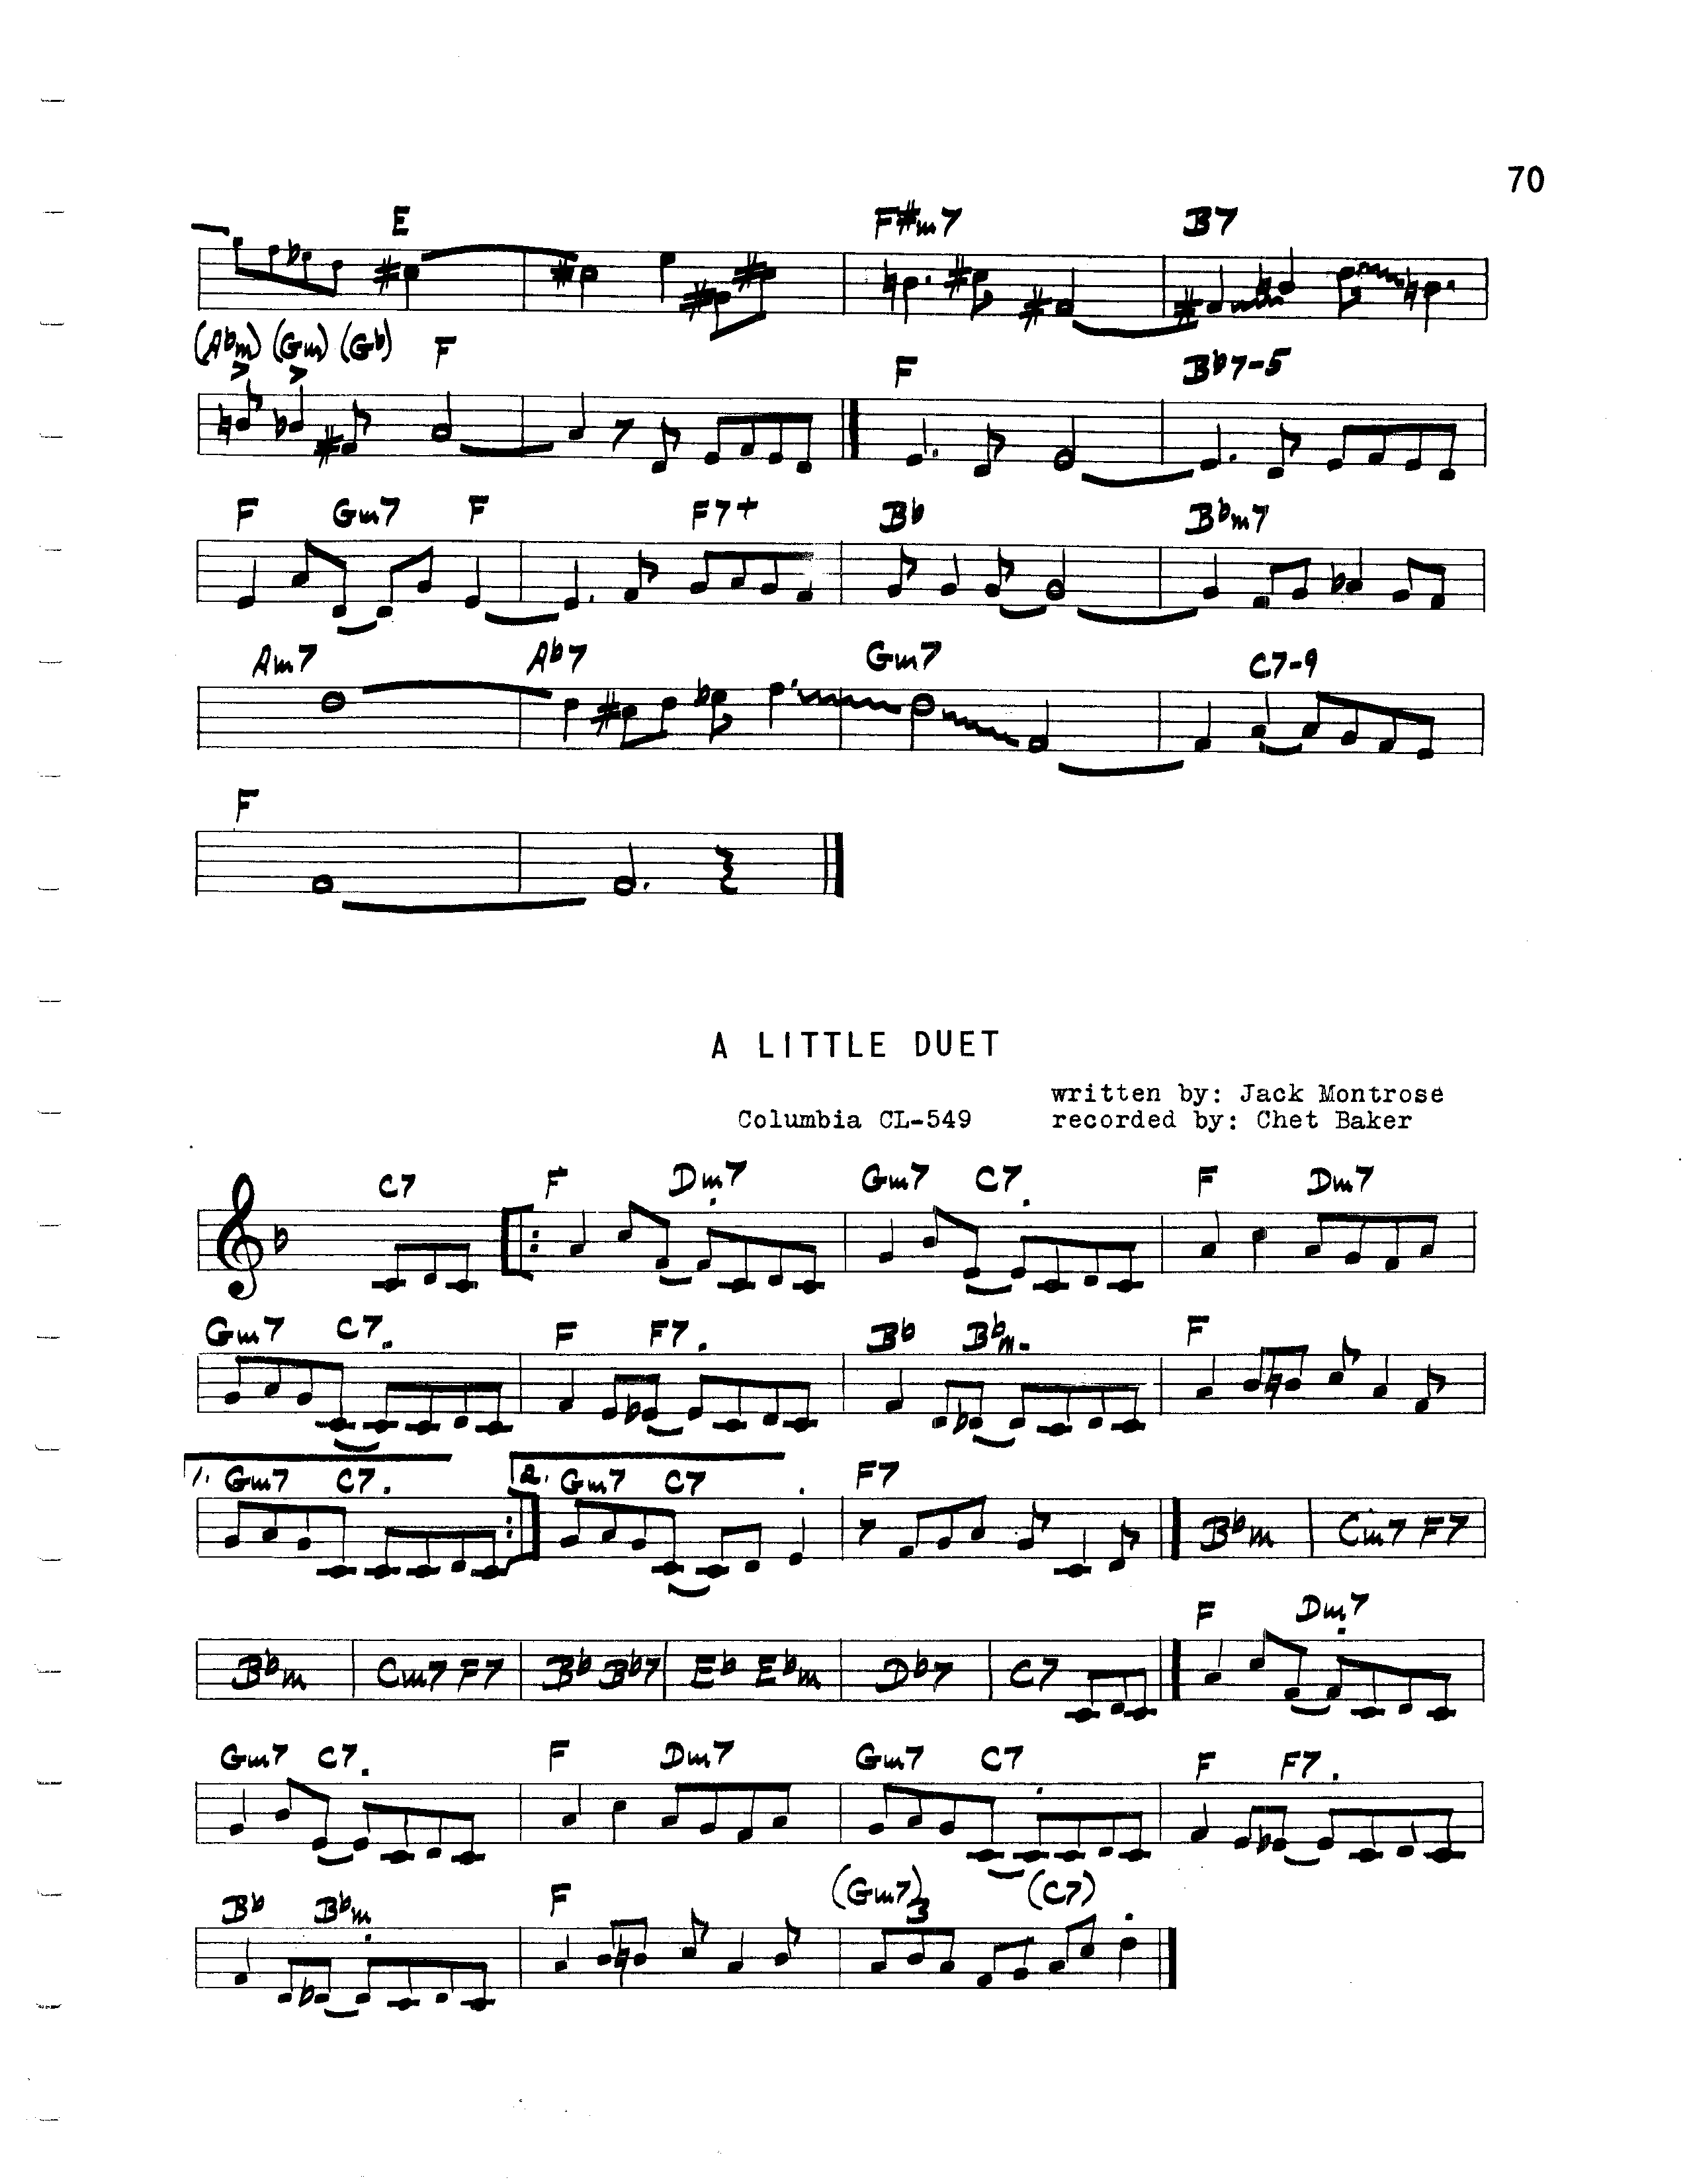 70
E F#m7 B7
(Abm) (Gm) (Gb) F F Bb7-5
F Gm7 F F7+ Bb Bbm7
Am7 Ab7 Gm7 C7-9
F
A LITTLE DUET
written by: Jack Montrose
Columbia CL-549 recorded by: Chet Baker
C7 F Dm7 Gm7 C7 F Dm7
Gm7 C7 F F7 Bb Bbm F
1. Gm7 C7 2. Gm7 C7 F7 Bbm Cm7 F7
Bbm Cm7 F7 Bb Bb7 Eb Ebm Db7 C7 F Dm7
Gm7 C7 F Dm7 Gm7 C7 F F7
Bb Bbm F (Gm7) 3 (C7)